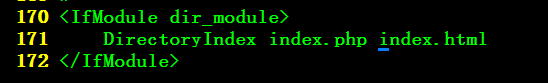 170 <IfModule dir_module>
171     DirectoryIndex index.php index.html
172 </IfModule>